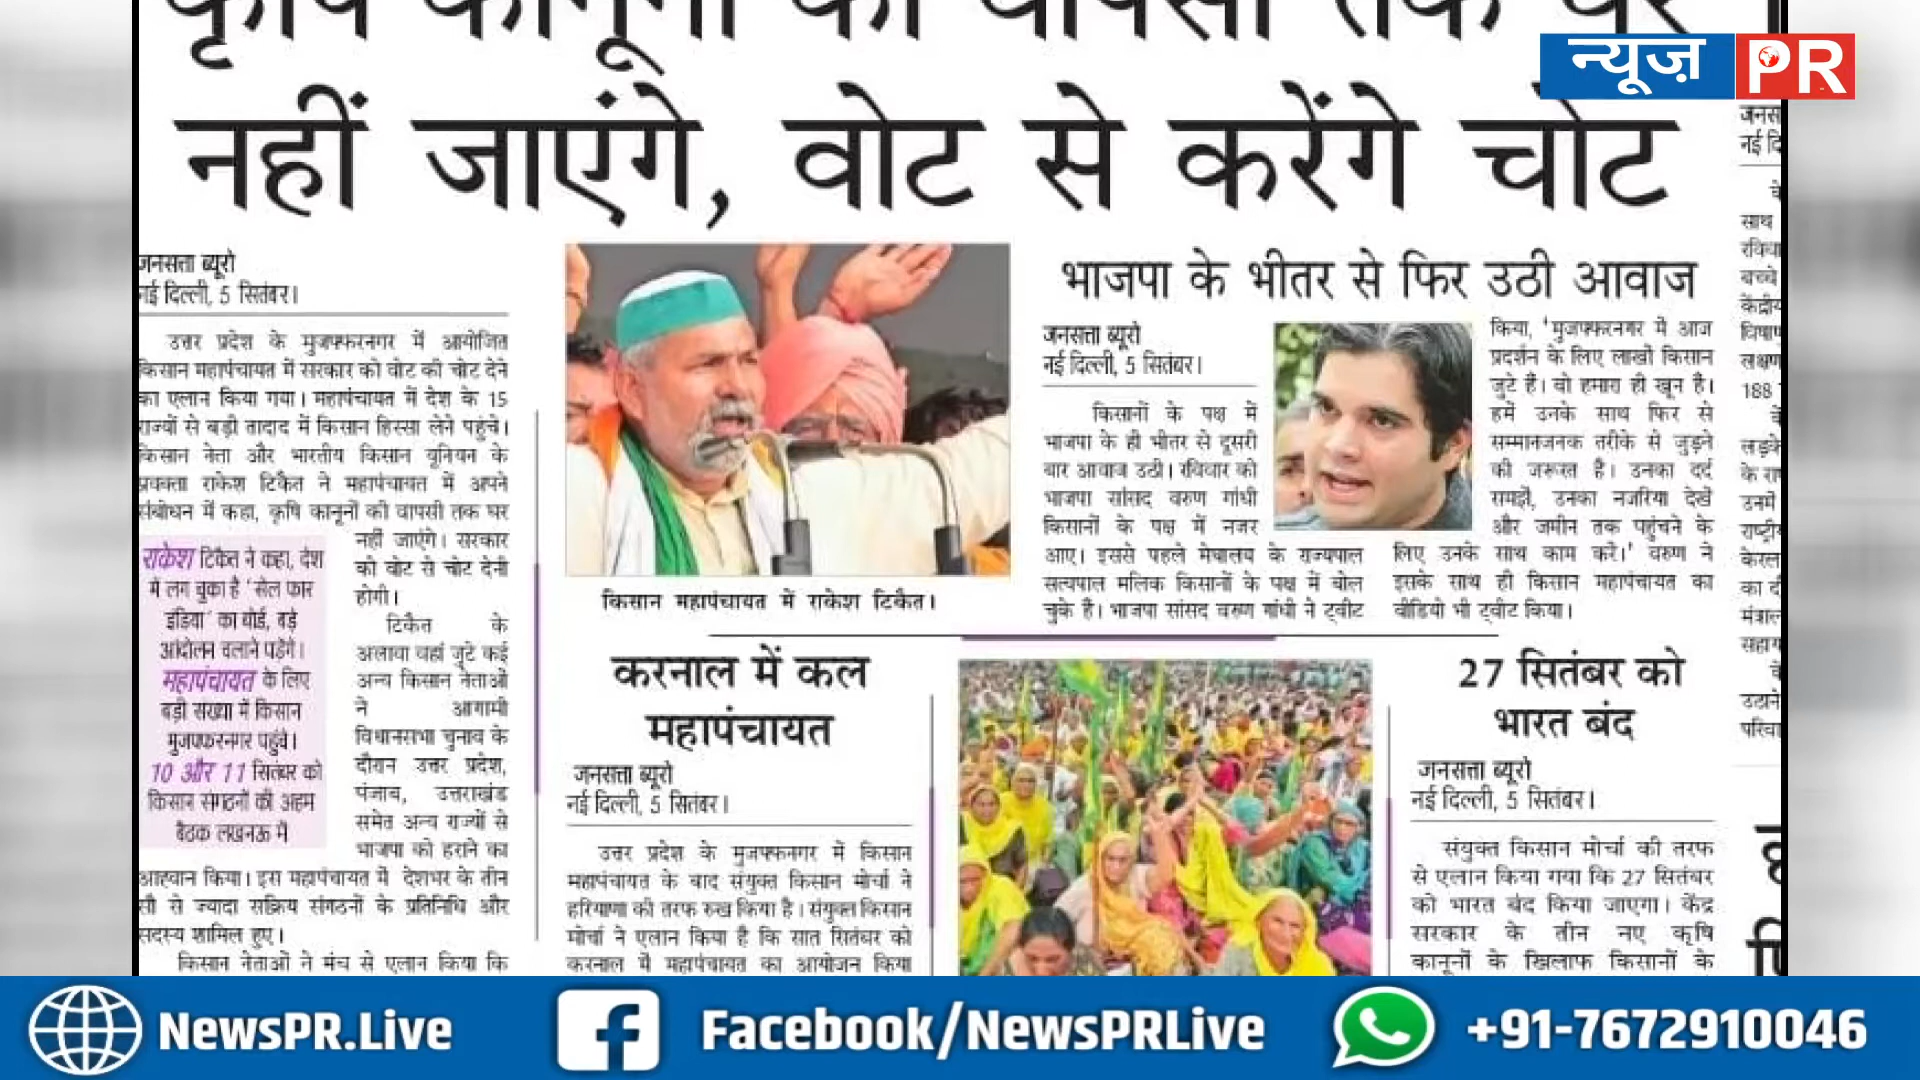 कृषि कानूनों की वापसी तक घर
नहीं जाएंगे, वोट से करेंगे चोट
न्यूज़ PR
जनसत्ता ब्यूरो
नई दिल्ली, 5 सितंबर।
उत्तर प्रदेश के मुजफ्फरनगर में आयोजित
किसान महापंचायत में सरकार को वोट की चोट देने
का एलान किया गया। महापंचायत में देश के 15
राज्यों से बड़ी तादाद में किसान हिस्सा लेने पहुंचे।
किसान नेता और भारतीय किसान यूनियन के
प्रवक्ता राकेश टिकैत ने महापंचायत में अपने
संबोधन में कहा, कृषि कानूनों की वापसी तक घर
नहीं जाएंगे। सरकार
को वोट से चोट देनी
होगी।
टिकैत के
अलावा वहां जुटे कई
अन्य किसान नेताओं
ने आगामी
विधानसभा चुनाव के
दौरान उत्तर प्रदेश,
पंजाब, उत्तराखंड
समेत अन्य राज्यों से
भाजपा को हराने का
आह्वान किया। इस महापंचायत में देशभर के तीन
सौ से ज्यादा सक्रिय संगठनों के प्रतिनिधि और
सदस्य शामिल हुए।
किसान नेताओं ने मंच से एलान किया कि
राकेश टिकैत ने कहा, देश
में लग चुका है 'सेल फार
इंडिया' का बोर्ड, बड़े
आंदोलन चलाने पड़ेंगे।
महापंचायत के लिए
बड़ी संख्या में किसान
मुजफ्फरनगर पहुंचे।
10 और 11 सितंबर को
किसान संगठनों की अहम
बैठक लखनऊ में
किसान महापंचायत में राकेश टिकैत।
भाजपा के भीतर से फिर उठी आवाज
जनसत्ता ब्यूरो
नई दिल्ली, 5 सितंबर।
किसानों के पक्ष में
भाजपा के ही भीतर से दूसरी
बार आवाज उठी। रविवार को
भाजपा सांसद वरुण गांधी
किसानों के पक्ष में नजर
आए। इससे पहले मेघालय के राज्यपाल
सत्यपाल मलिक किसानों के पक्ष में बोल
चुके हैं। भाजपा सांसद वरुण गांधी ने ट्वीट
किया, 'मुजफ्फरनगर में आज
प्रदर्शन के लिए लाखों किसान
जुटे हैं। वो हमारा ही खून हैं।
हमें उनके साथ फिर से
सम्मानजनक तरीके से जुड़ने
की जरूरत है। उनका दर्द
समझें, उनका नजरिया देखें
और जमीन तक पहुंचने के
लिए उनके साथ काम करें।' वरुण ने
इसके साथ ही किसान महापंचायत का
वीडियो भी ट्वीट किया।
करनाल में कल
महापंचायत
जनसत्ता ब्यूरो
नई दिल्ली, 5 सितंबर।
उत्तर प्रदेश के मुजफ्फनगर में किसान
महापंचायत के बाद संयुक्त किसान मोर्चा ने
हरियाणा की तरफ रुख किया है। संयुक्त किसान
मोर्चा ने एलान किया है कि सात सितंबर को
करनाल में महापंचायत का आयोजन किया
27 सितंबर को
भारत बंद
जनसत्ता ब्यूरो
नई दिल्ली, 5 सितंबर।
संयुक्त किसान मोर्चा की तरफ
से एलान किया गया कि 27 सितंबर
को भारत बंद किया जाएगा। केंद्र
सरकार के तीन नए कृषि
कानूनों के खिलाफ किसानों के
साथ
188
NewsPR.Live
Facebook/NewsPRLive
+91-7672910046